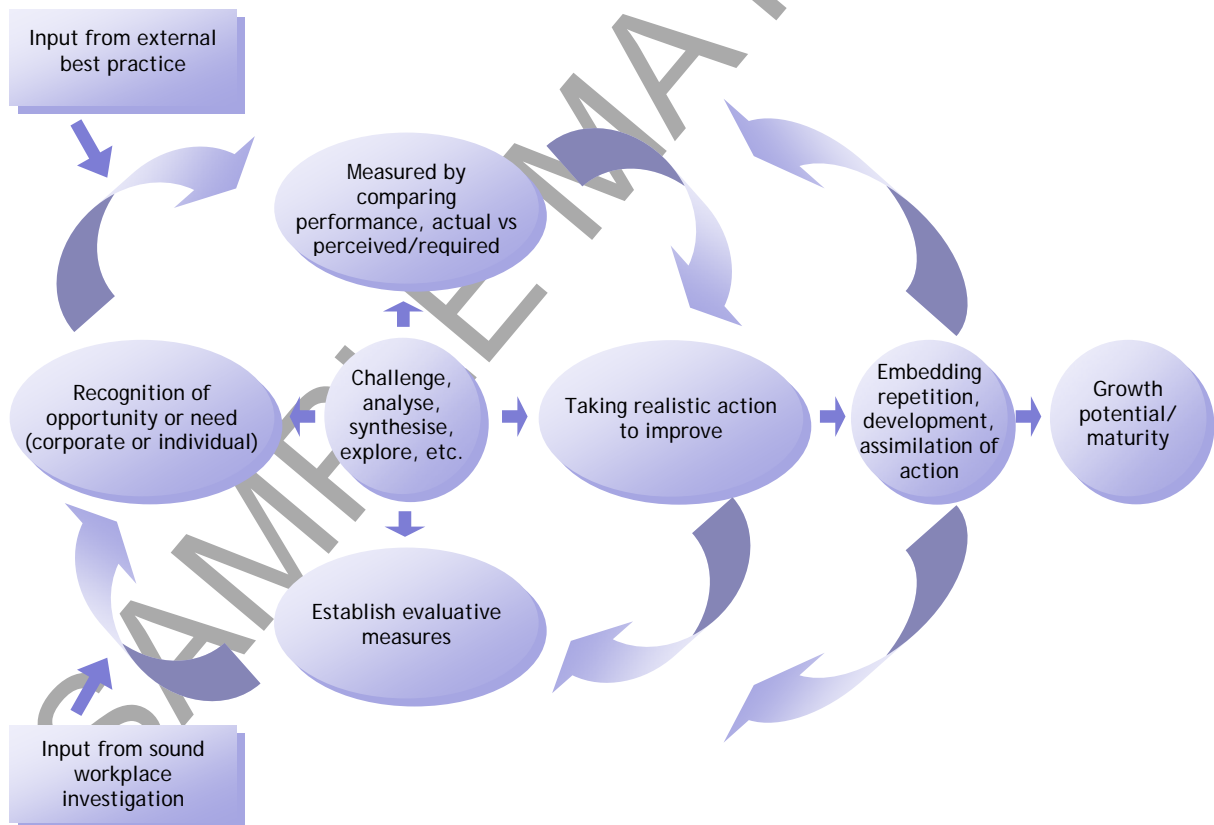 Input from external
best practice
Measured by
comparing
performance, actual vs
perceived/required
Recognition of
opportunity or need
(corporate or individual)
Challenge,
analyse,
synthesise,
explore, etc.
Taking realistic action
to improve
Embedding
repetition,
development,
assimilation of
action
Growth
potential/
maturity
Establish evaluative
measures
Input from sound
workplace
investigation